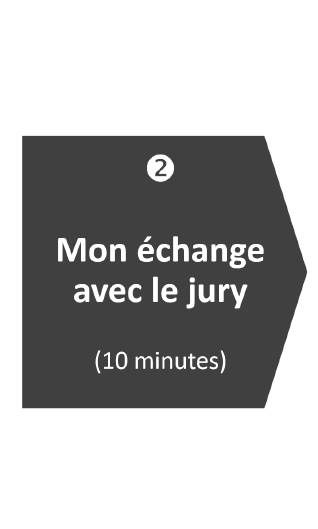 ❷
Mon échange
avec le jury
(10 minutes)